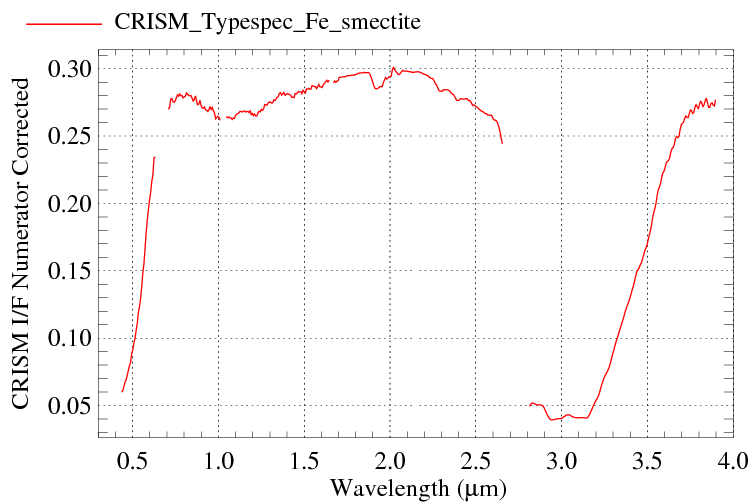 CRISM_Typespec_Fe_smectite
CRISM I/F Numerator Corrected
0.30
0.25
0.20
0.15
0.10
0.05
0.5 1.0 1.5 2.0 2.5 3.0 3.5 4.0
Wavelength (μm)